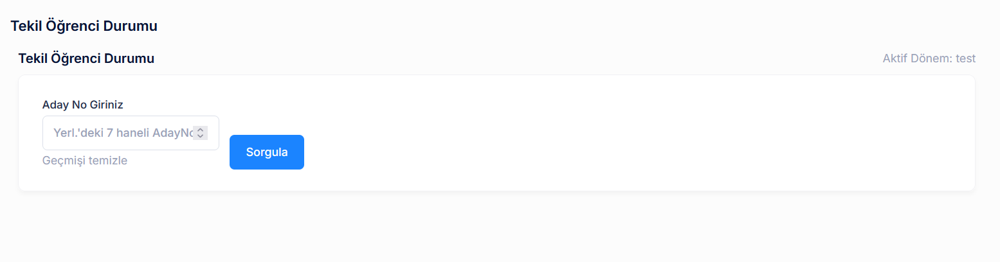 Tekil Öğrenci Durumu
Tekil Öğrenci Durumu
Aktif Dönem: test
Aday No Giriniz
Yerl.'deki 7 haneli AdayNo
Sorgula
Geçmişi temizle